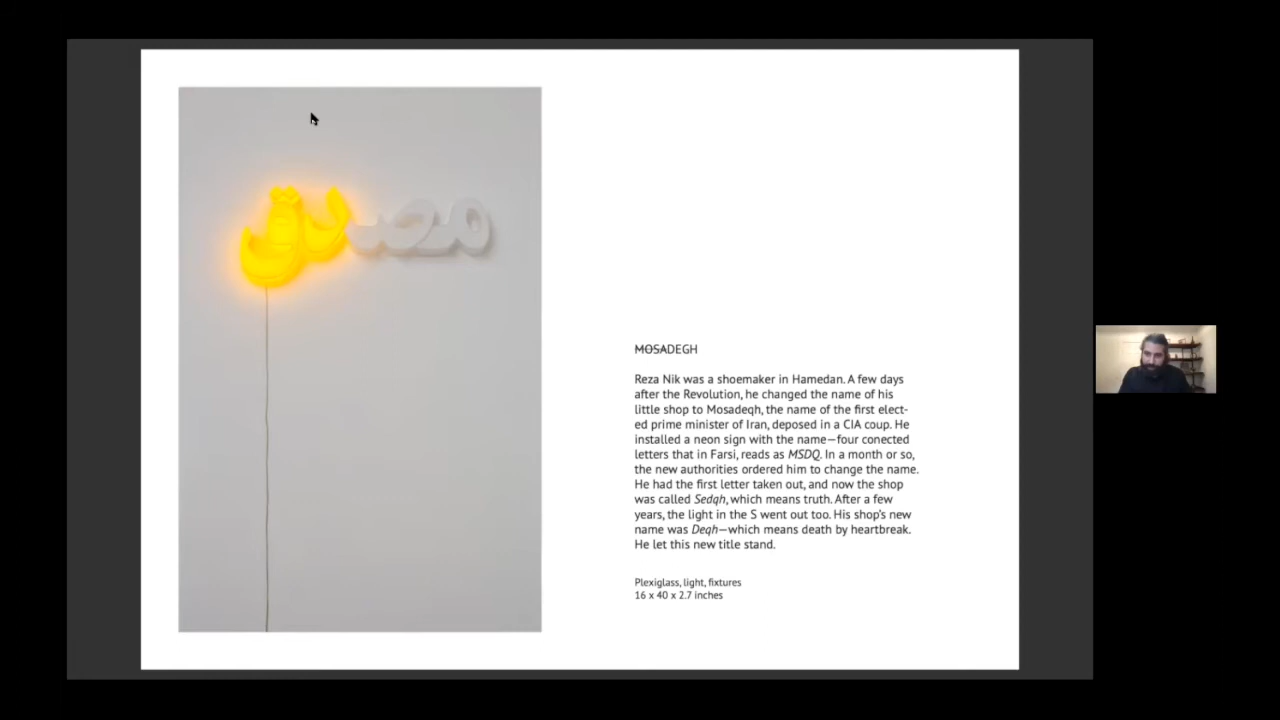 مصدق
MOSADEGH
Reza Nik was a shoemaker in Hamedan. A few days
after the Revolution, he changed the name of his
little shop to Mosadeqh, the name of the first elect-
ed prime minister of Iran, deposed in a CIA coup. He
installed a neon sign with the name—four conected
letters that in Farsi, reads as MSDQ. In a month or so,
the new authorities ordered him to change the name.
He had the first letter taken out, and now the shop
was called Sedqh, which means truth. After a few
years, the light in the S went out too. His shop's new
name was Deqh—which means death by heartbreak.
He let this new title stand.
Plexiglass, light, fixtures
16 x 40 x 2.7 inches